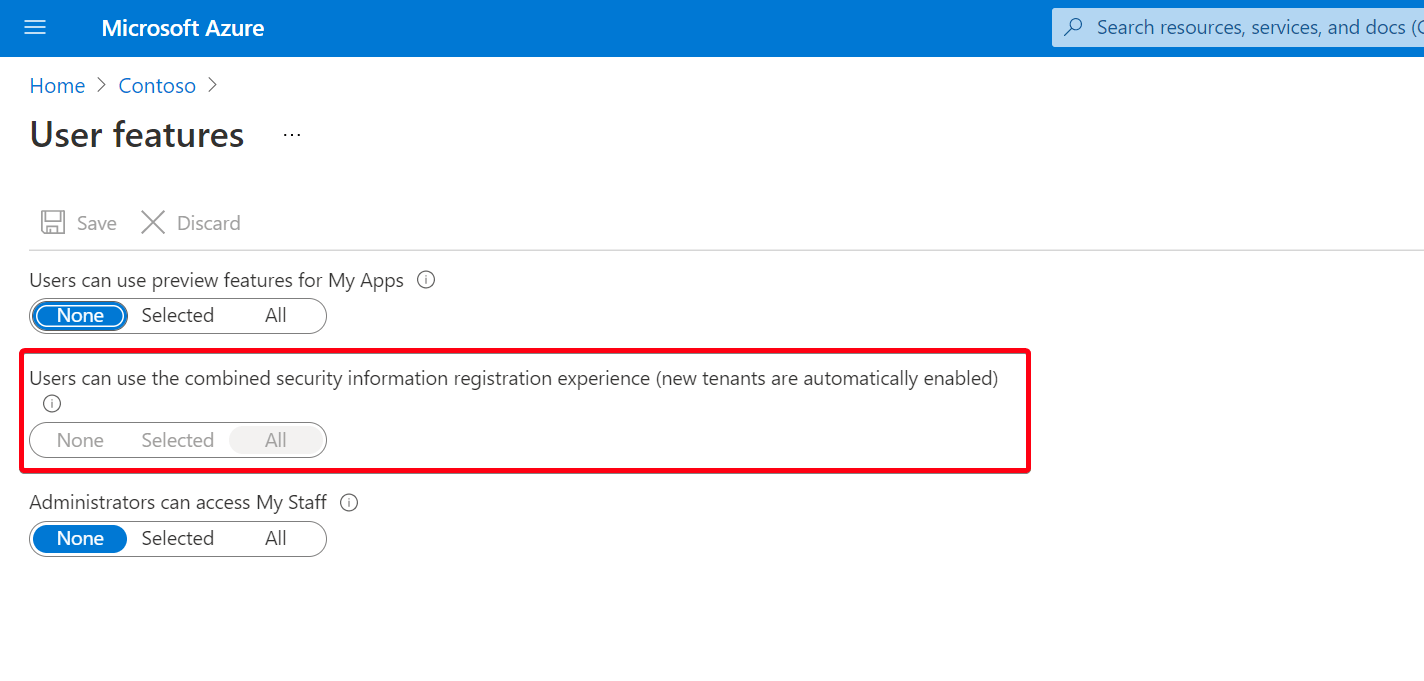 Microsoft Azure
Search resources, services, and docs (
Home > Contoso >
User features ...
Save Discard
Users can use preview features for My Apps
None Selected All
Users can use the combined security information registration experience (new tenants are automatically enabled)
None Selected All
Administrators can access My Staff
None Selected All